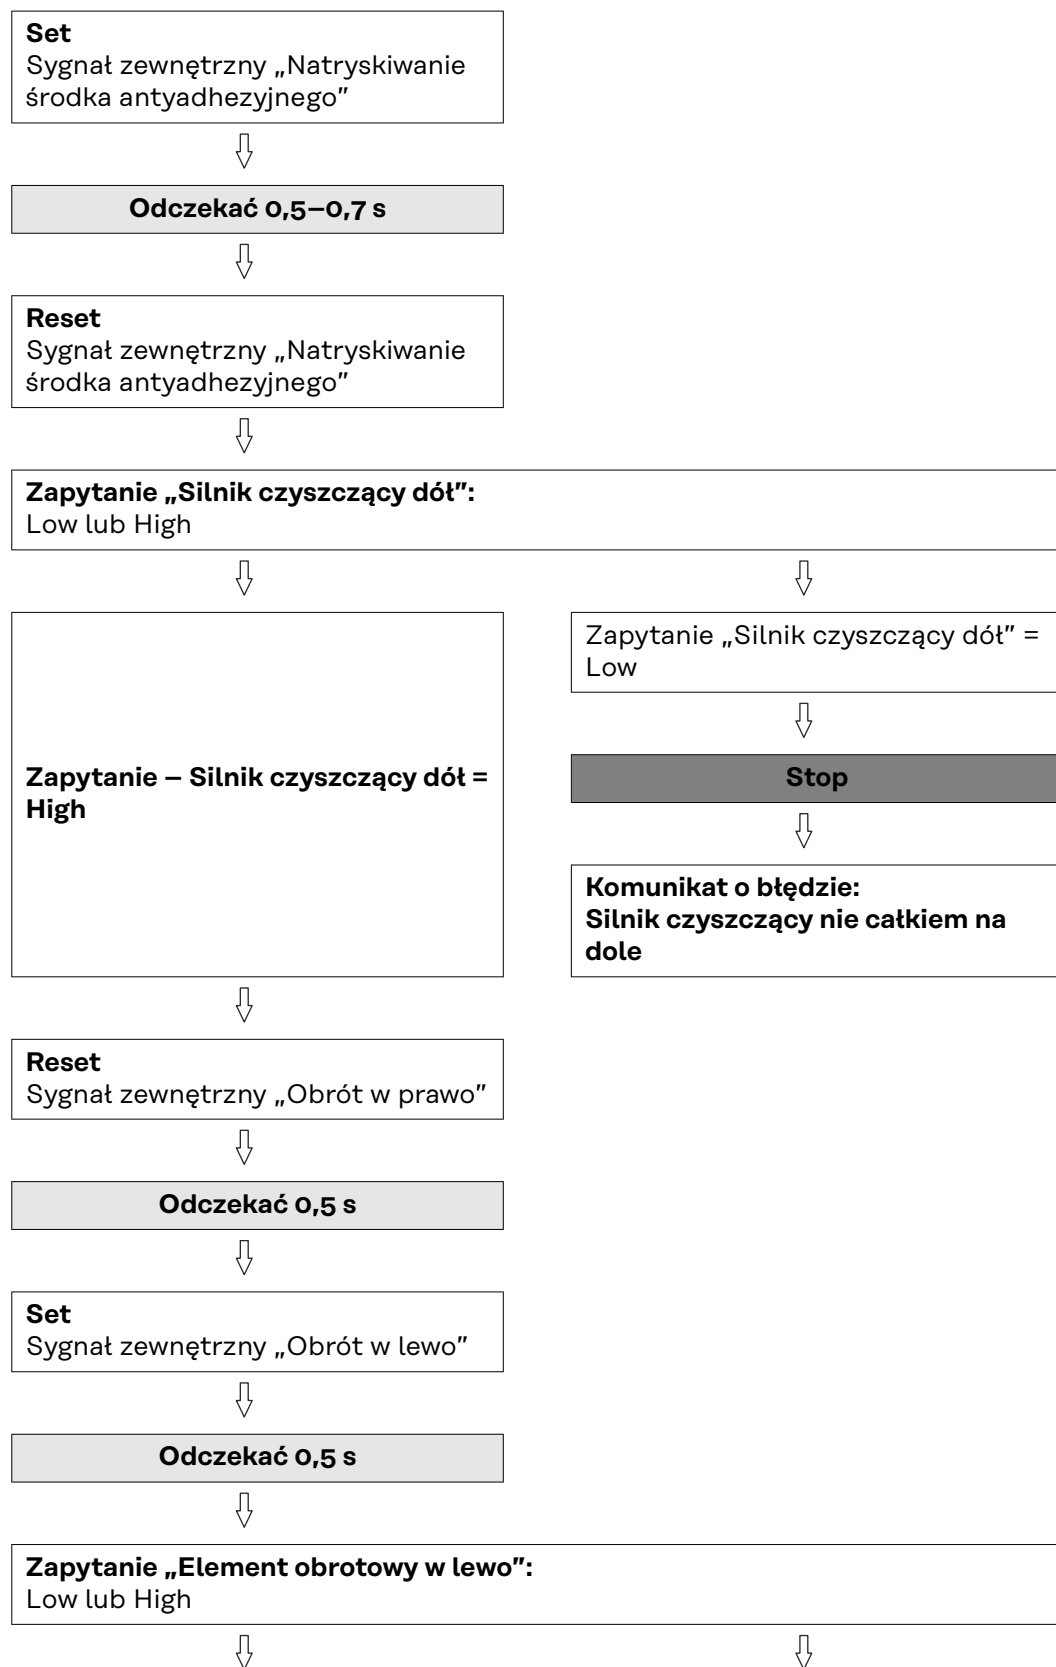 Set
Sygnał zewnętrzny „Natryskiwanie
środka antyadhezyjnego”
Odczekać 0,5–0,7 s
Reset
Sygnał zewnętrzny „Natryskiwanie
środka antyadhezyjnego”
Zapytanie „Silnik czyszczący dół”:
Low lub High
Zapytanie – Silnik czyszczący dół =
High
Zapytanie „Silnik czyszczący dół” =
Low
Stop
Komunikat o błędzie:
Silnik czyszczący nie całkiem na
dole
Reset
Sygnał zewnętrzny „Obrót w prawo”
Odczekać 0,5 s
Set
Sygnał zewnętrzny „Obrót w lewo”
Odczekać 0,5 s
Zapytanie „Element obrotowy w lewo”:
Low lub High